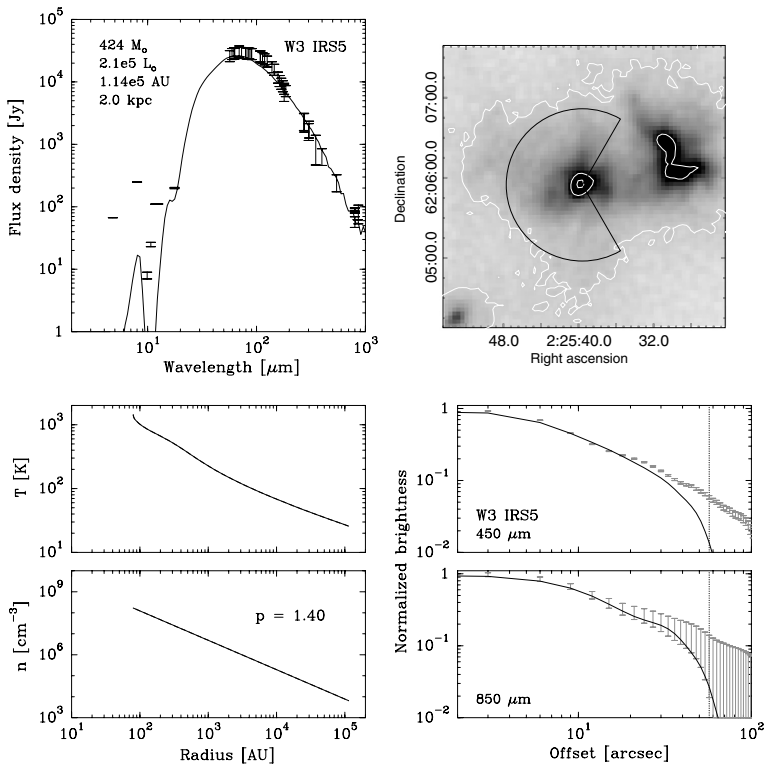 10⁵
10⁴
10³
10²
10¹
1
Flux density [Jy]
424 M₀
2.1e5 L₀
1.14e5 AU
2.0 kpc
W3 IRS5
10¹ 10² 10³
Wavelength [μm]
07:00.0
62:06:00.0
05:00.0
Declination
48.0 2:25:40.0 32.0
Right ascension
10³
10²
10¹
T [K]
10⁹
10⁶
10³
n [cm⁻³]
p = 1.40
10¹ 10² 10³ 10⁴ 10⁵
Radius [AU]
1
10⁻¹
10⁻²
W3 IRS5
450 μm
Normalized brightness
1
10⁻¹
10⁻²
850 μm
10¹ 10²
Offset [arcsec]